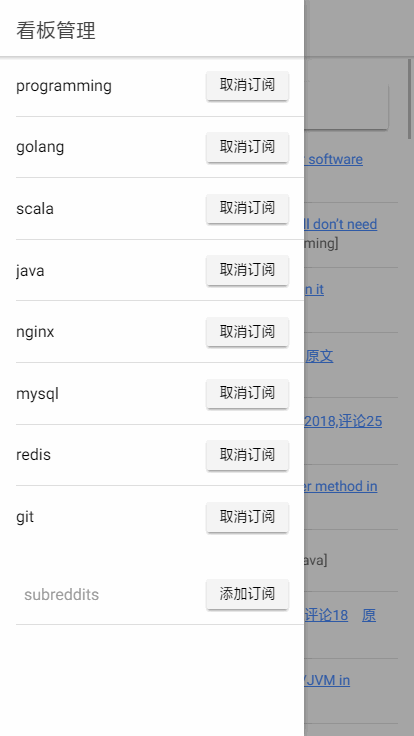 看板管理
programming 取消订阅
golang 取消订阅
software
scala 取消订阅
ll don’t need
ming]
java 取消订阅
n it
nginx 取消订阅
原文
mysql 取消订阅
2018,评论25
redis 取消订阅
er method in
git 取消订阅
ava]
subreddits 添加订阅
评论18 原
/JVM in